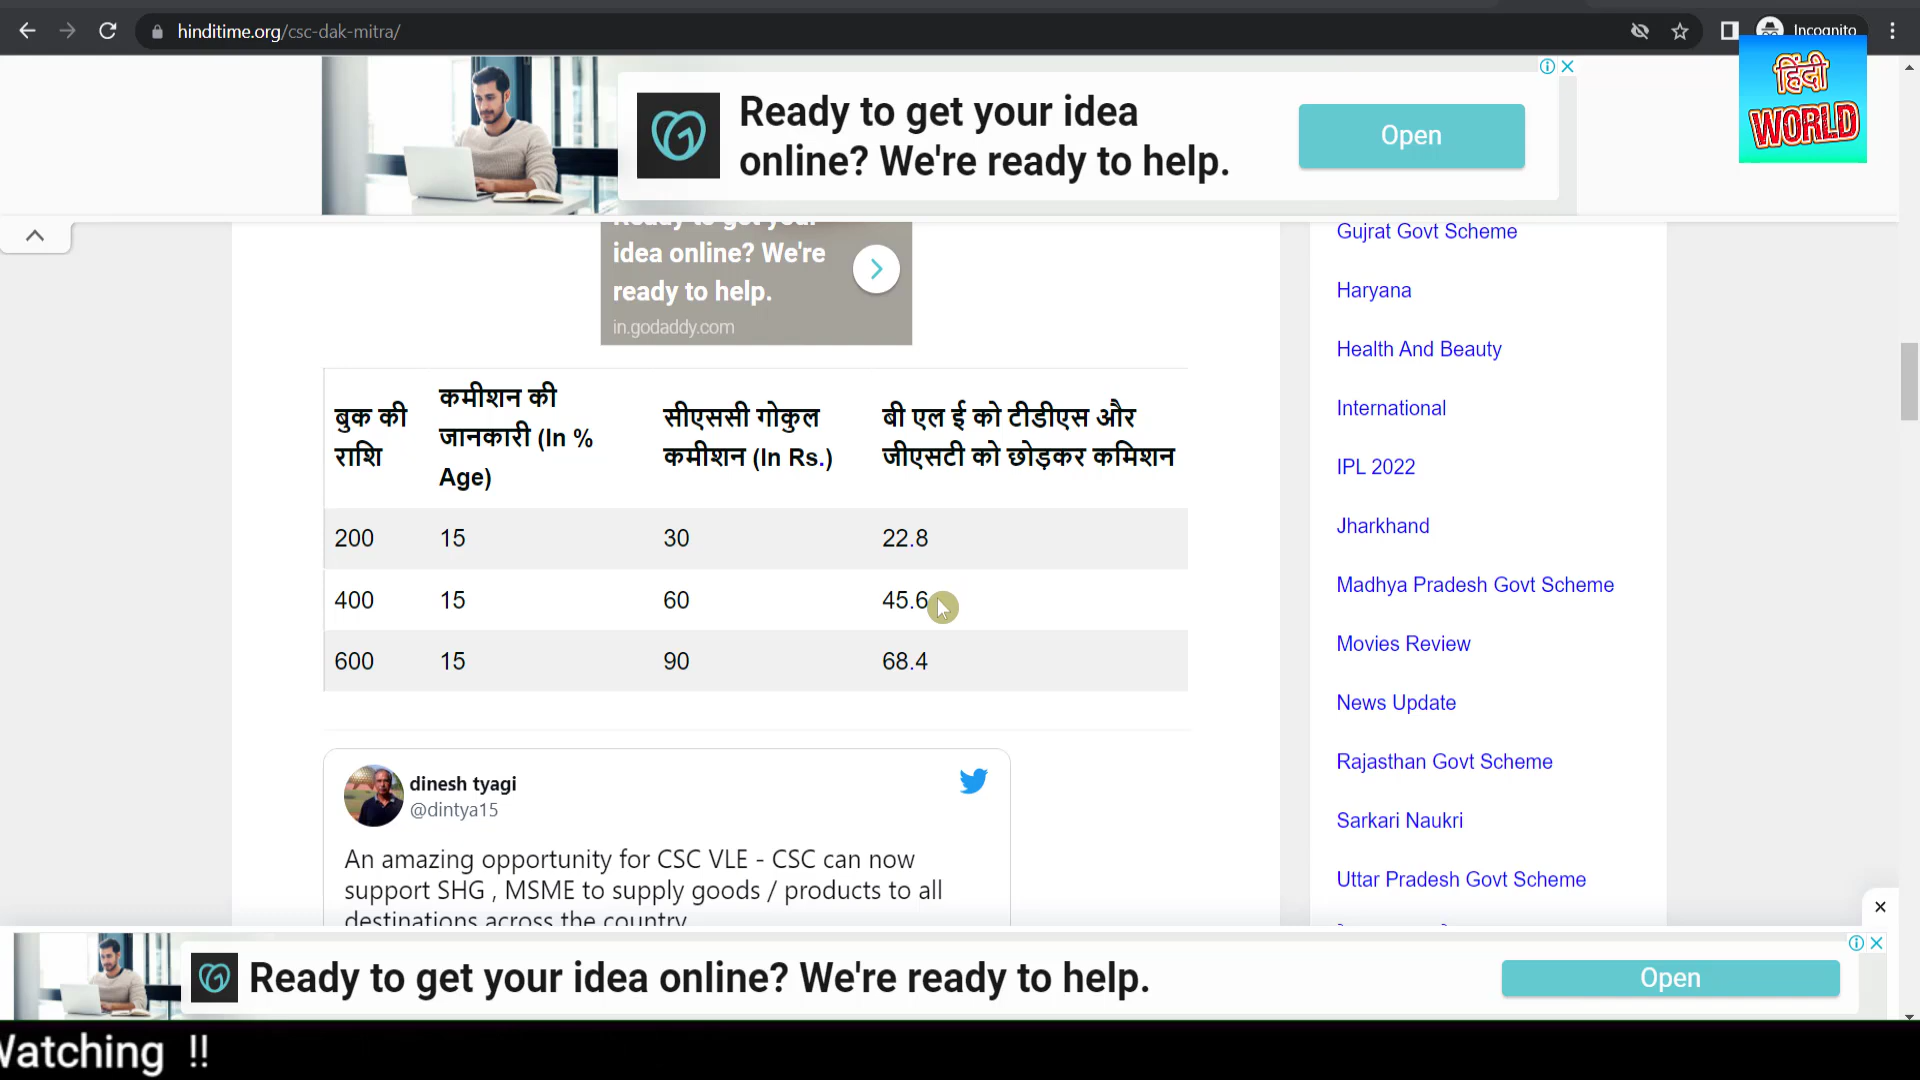 hinditime.org/csc-dak-mitra/
Incognito
हिंदी
WORLD
Ready to get your idea
online? We're ready to help.
Open
Ready to get your
idea online? We're
ready to help.
in.godaddy.com
बुक की
राशि
कमीशन की
जानकारी (In %
Age)
सीएससी गोकुल
कमीशन (In Rs.)
बी एल ई को टीडीएस और
जीएसटी को छोड़कर कमिशन
200 15 30 22.8
400 15 60 45.6
600 15 90 68.4
dinesh tyagi
@dintya15
An amazing opportunity for CSC VLE - CSC can now
support SHG , MSME to supply goods / products to all
destinations across the country
Gujrat Govt Scheme
Haryana
Health And Beauty
International
IPL 2022
Jharkhand
Madhya Pradesh Govt Scheme
Movies Review
News Update
Rajasthan Govt Scheme
Sarkari Naukri
Uttar Pradesh Govt Scheme
Ready to get your idea online? We're ready to help.
Open
Watching !!